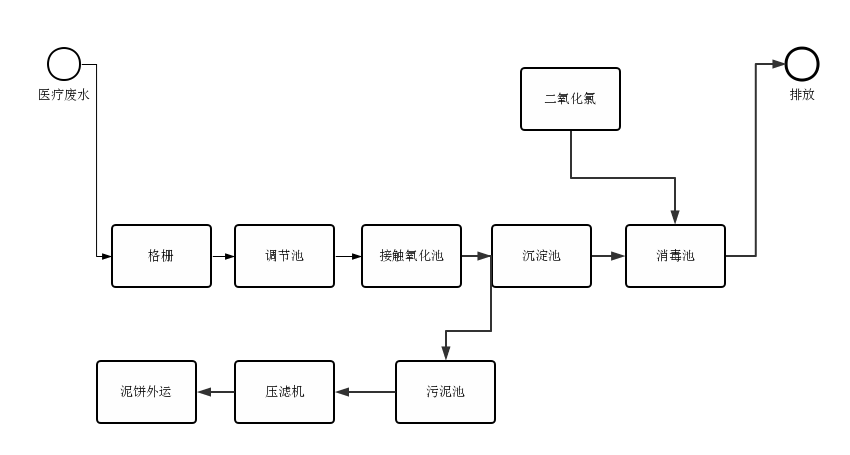 医疗废水
二氧化氯
排放
格栅
调节池
接触氧化池
沉淀池
消毒池
泥饼外运
压滤机
污泥池